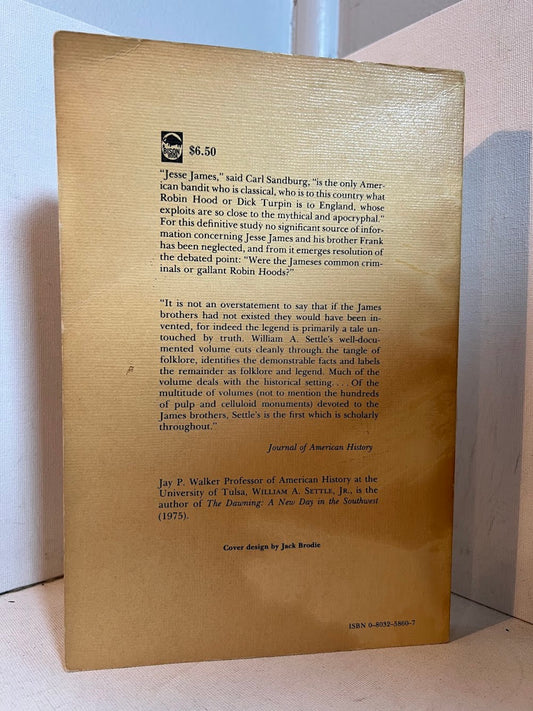 $6.50
"Jesse James," said Carl Sandburg, "is the only Amer-
ican bandit who is classical, who is to this country what
Robin Hood or Dick Turpin is to England, whose
exploits are so close to the mythical and apocryphal."
For this definitive study no significant source of infor-
mation concerning Jesse James and his brother Frank
has been neglected, and from it emerges resolution of
the debated point: "Were the Jameses common crim-
inals or gallant Robin Hoods?"
"It is not an overstatement to say that if the James
brothers had not existed they would have been in-
vented, for indeed the legend is primarily a tale un-
touched by truth. William A. Settle's well-docu-
mented volume cuts cleanly through the tangle of
folklore, identifies the demonstrable facts and labels
the remainder as folklore and legend. Much of the
volume deals with the historical setting. . . . Of the
multitude of volumes (not to mention the hundreds
of pulp and celluloid monuments) devoted to the
James brothers, Settle's is the first which is scholarly
throughout."
Journal of American History
Jay P. Walker Professor of American History at the
University of Tulsa, WILLIAM A. SETTLE, JR., is the
author of The Dawning: A New Day in the Southwest
(1975).
Cover design by Jack Brodie
ISBN 0-8032-5860-7